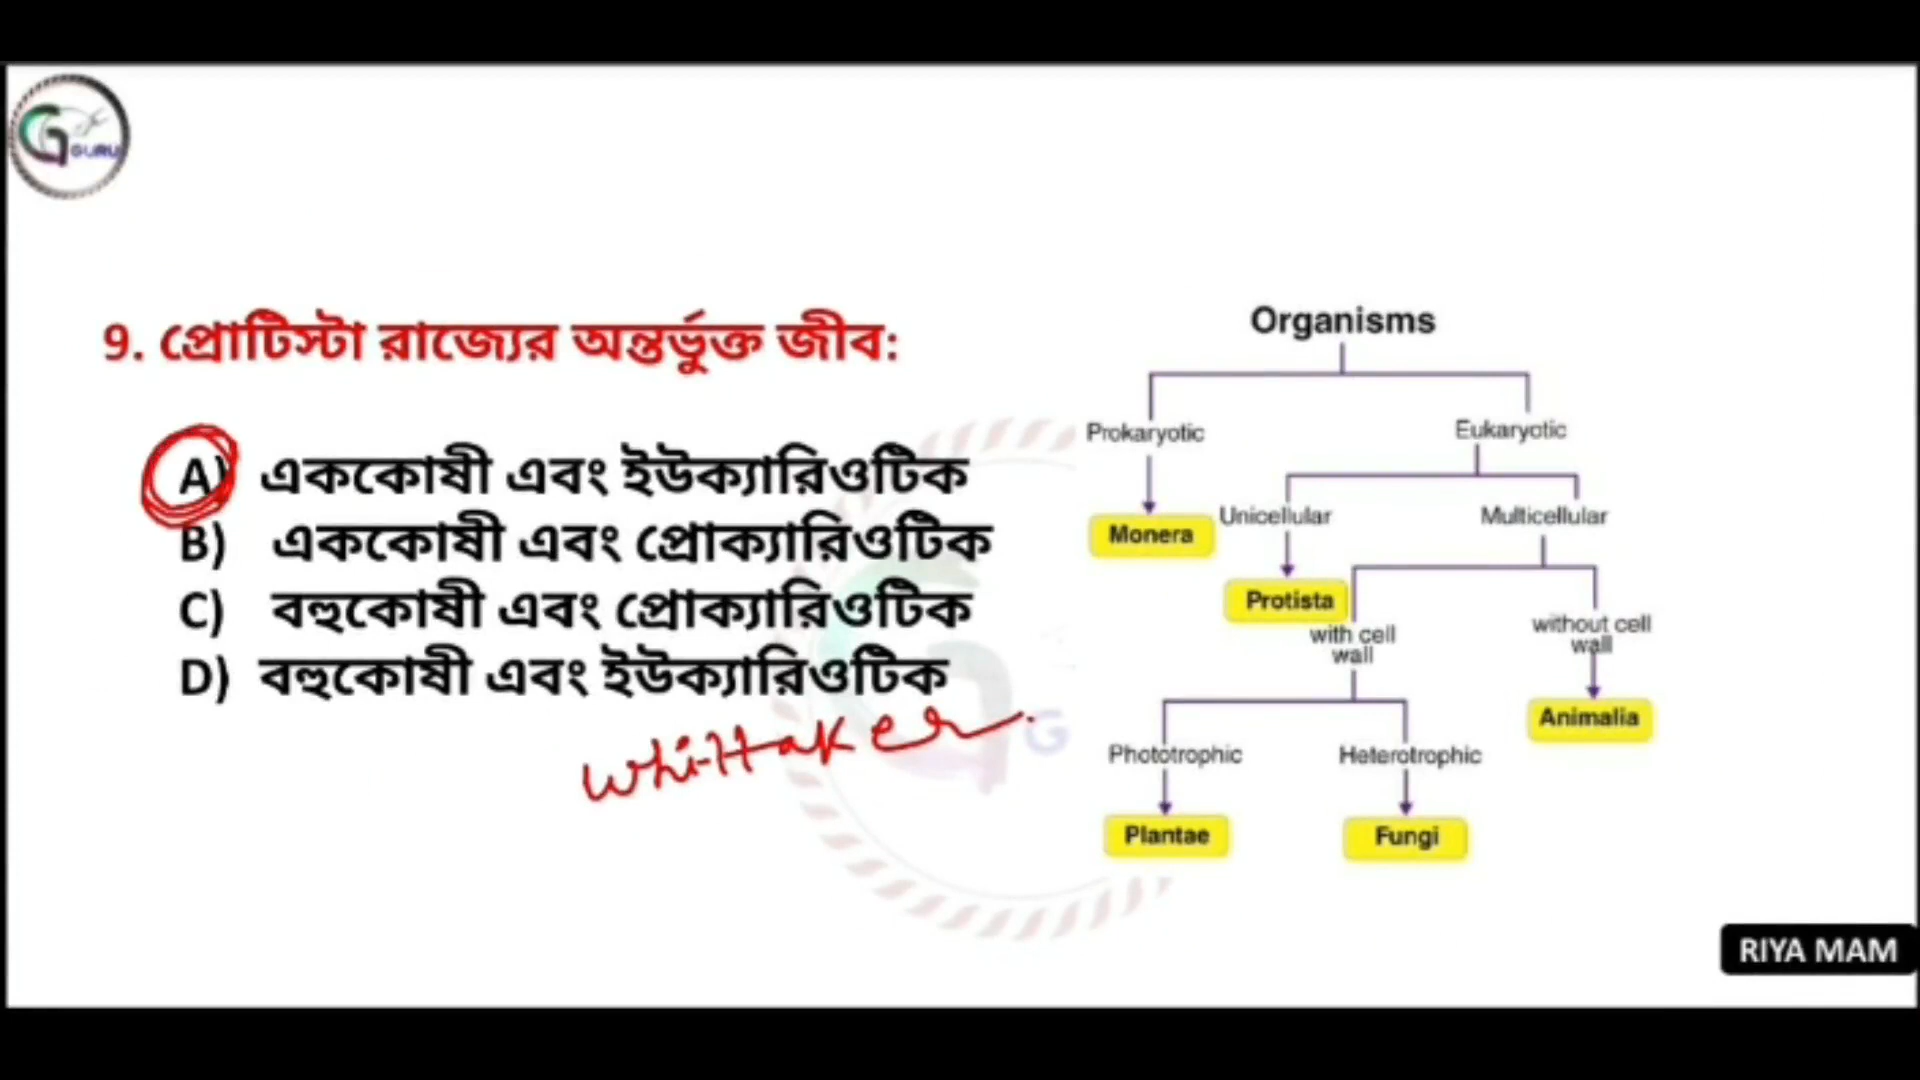 GURU
9. প্রোটিস্টা রাজ্যের অন্তর্ভুক্ত জীব:
A) এককোষী এবং ইউক্যারিওটিক
B) এককোষী এবং প্রোক্যারিওটিক
C) বহুকোষী এবং প্রোক্যারিওটিক
D) বহুকোষী এবং ইউক্যারিওটিক
Whittaker
Organisms
Prokaryotic
Eukaryotic
Monera
Unicellular
Multicellular
Protista
with cell
wall
without cell
wall
Animalia
Phototrophic
Heterotrophic
Plantae
Fungi
G
RIYA MAM